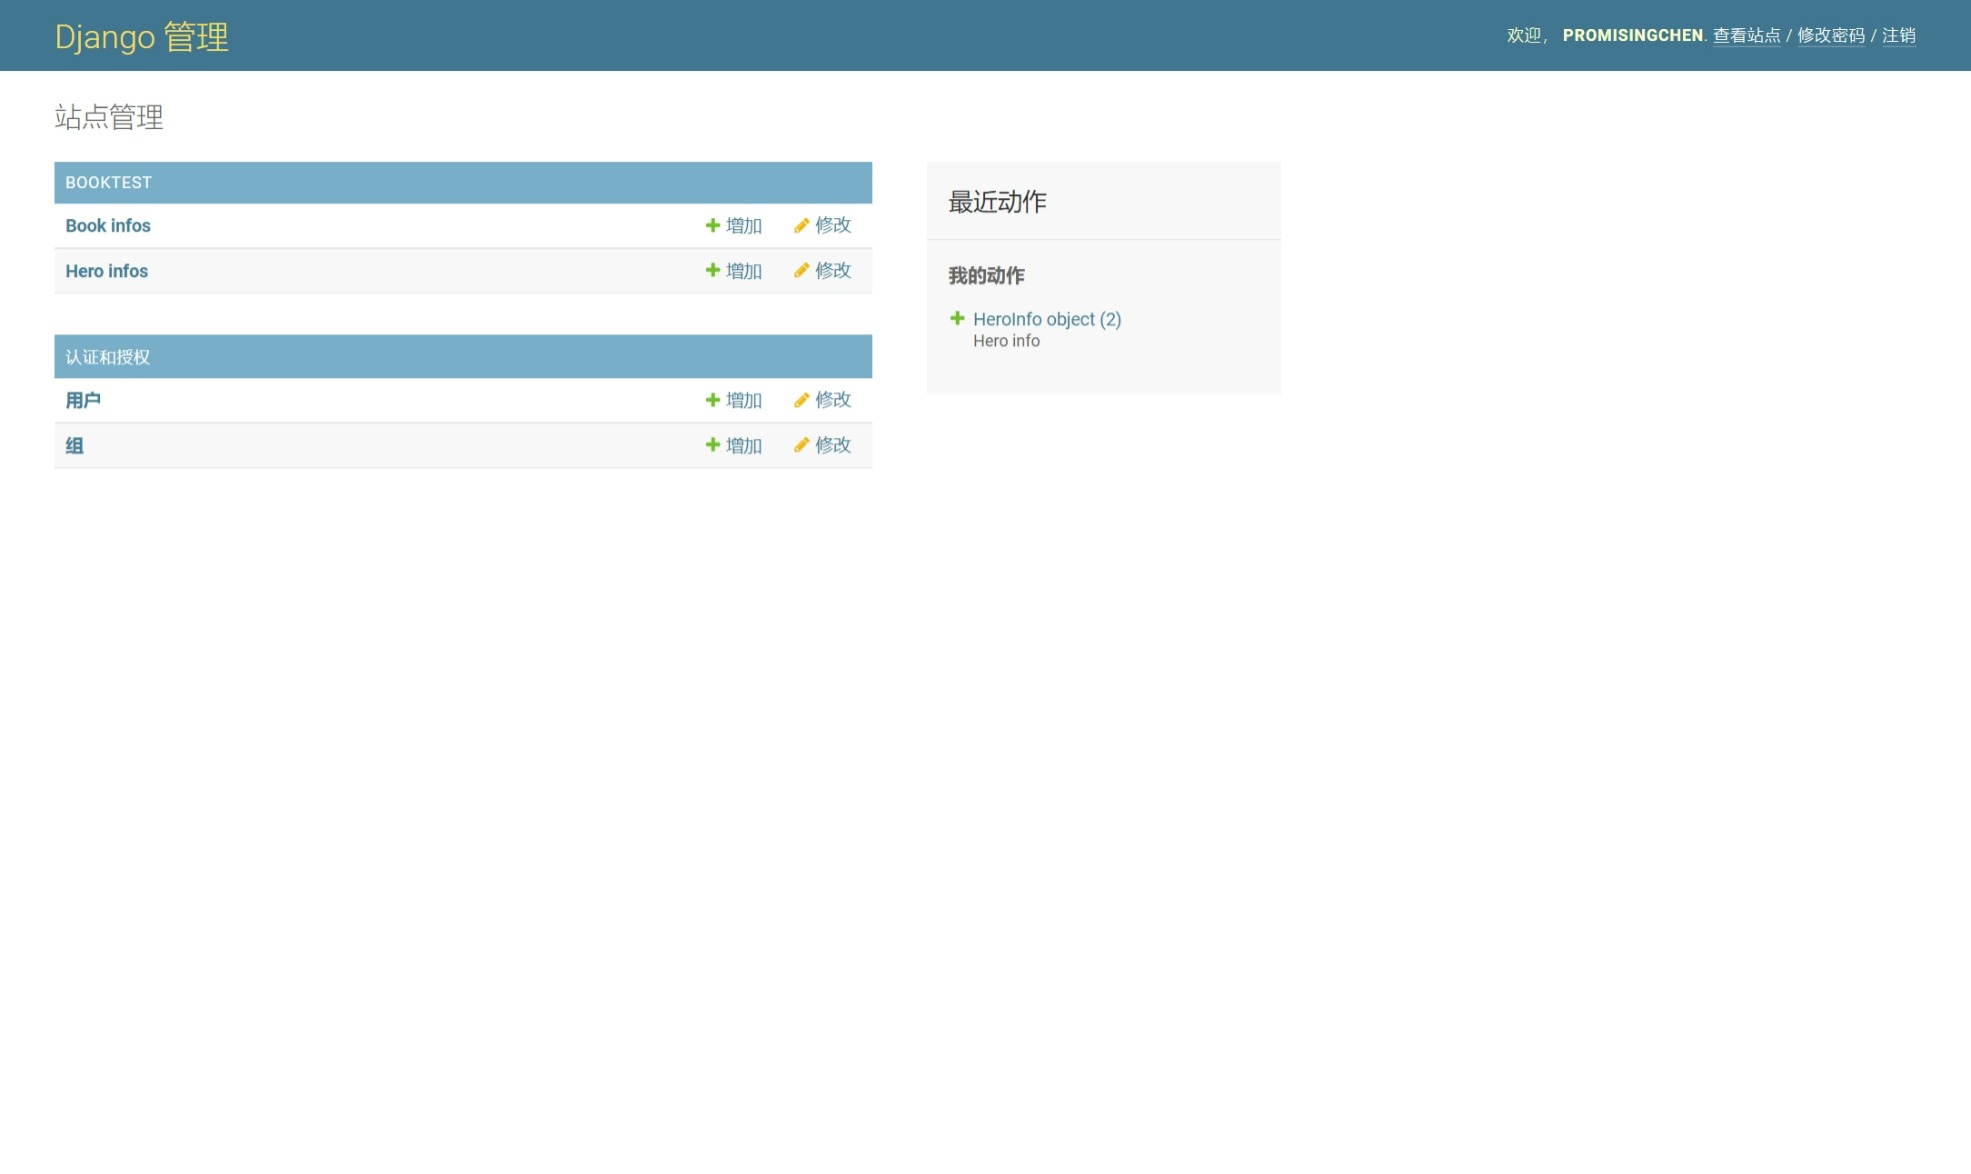 Django 管理
欢迎， PROMISINGCHEN. 查看站点 / 修改密码 / 注销
站点管理
BOOKTEST
Book infos 增加 修改
Hero infos 增加 修改
认证和授权
用户 增加 修改
组 增加 修改
最近动作
我的动作
HeroInfo object (2)
Hero info